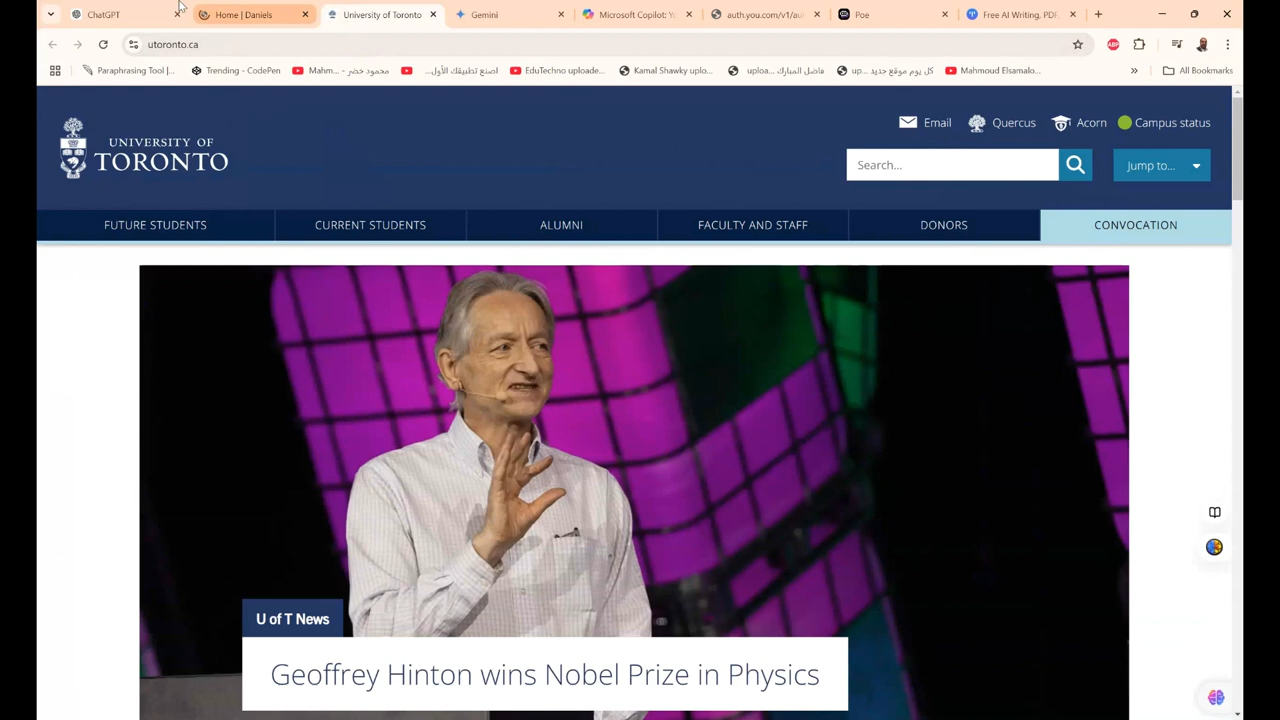 ChatGPT
Home | Daniels
University of Toronto
Gemini
Microsoft Copilot: Yo
auth.you.com/v1/au
Poe
Free AI Writing, PDF,
utoronto.ca
ABP
Paraphrasing Tool |...
Trending - CodePen
محمود خضر - Mahm...
اصنع تطبيقك الأول...
EduTechno uploade...
Kamal Shawky uplo...
فاضل المبارك uploa...
كل يوم موقع جديد up...
Mahmoud Elsamalo...
All Bookmarks
UNIVERSITY OF
TORONTO
Email
Quercus
Acorn
Campus status
Search...
Jump to...
FUTURE STUDENTS
CURRENT STUDENTS
ALUMNI
FACULTY AND STAFF
DONORS
CONVOCATION
U of T News
Geoffrey Hinton wins Nobel Prize in Physics